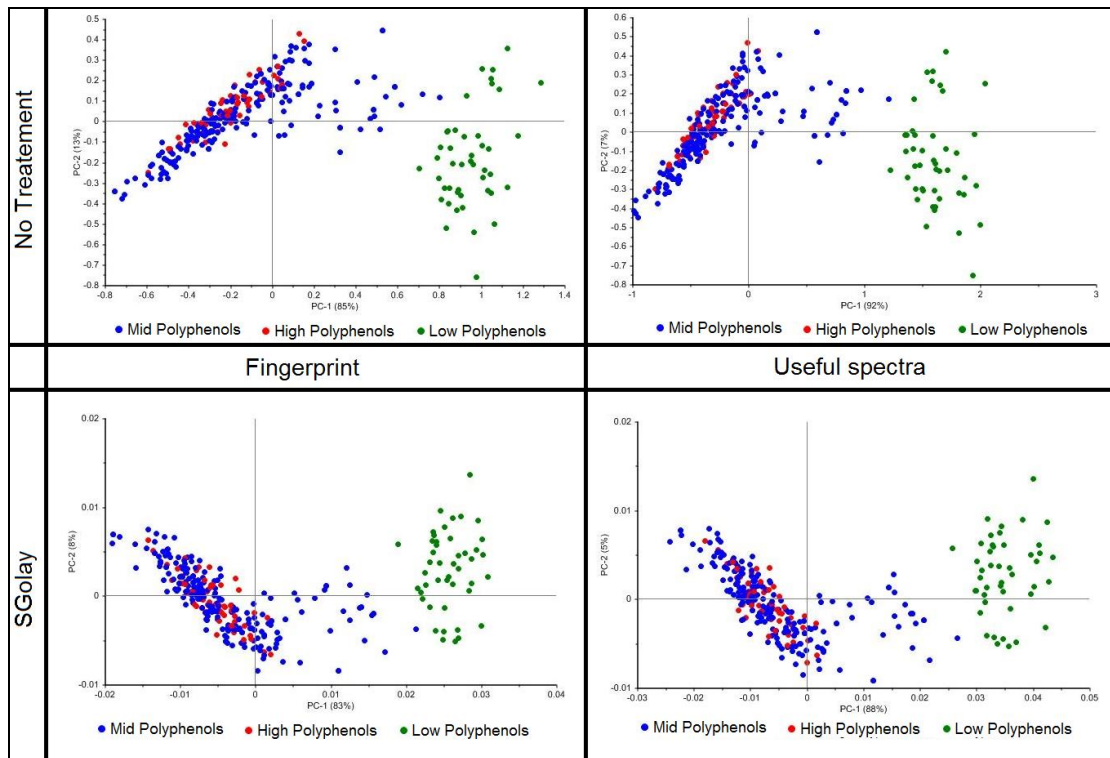 No Treatement
0.5
0.4
0.3
0.2
0.1
0
-0.1
-0.2
-0.3
-0.4
-0.5
-0.6
-0.7
-0.8
PC-2 (13%)
-0.8 -0.6 -0.4 -0.2 0 0.2 0.4 0.6 0.8 1 1.2 1.4
PC-1 (85%)
Mid Polyphenols High Polyphenols Low Polyphenols
0.6
0.5
0.4
0.3
0.2
0.1
0
-0.1
-0.2
-0.3
-0.4
-0.5
-0.6
-0.7
-0.8
PC-2 (7%)
-1 0 1 2 3
PC-1 (92%)
Mid Polyphenols High Polyphenols Low Polyphenols
Fingerprint Useful spectra
SGolay
0.02
0.01
0
-0.01
PC-2 (8%)
-0.02 -0.01 0 0.01 0.02 0.03 0.04
PC-1 (83%)
Mid Polyphenols High Polyphenols Low Polyphenols
0.02
0.01
0
-0.01
PC-2 (5%)
-0.03 -0.02 -0.01 0 0.01 0.02 0.03 0.04 0.05
PC-1 (88%)
Mid Polyphenols High Polyphenols Low Polyphenols